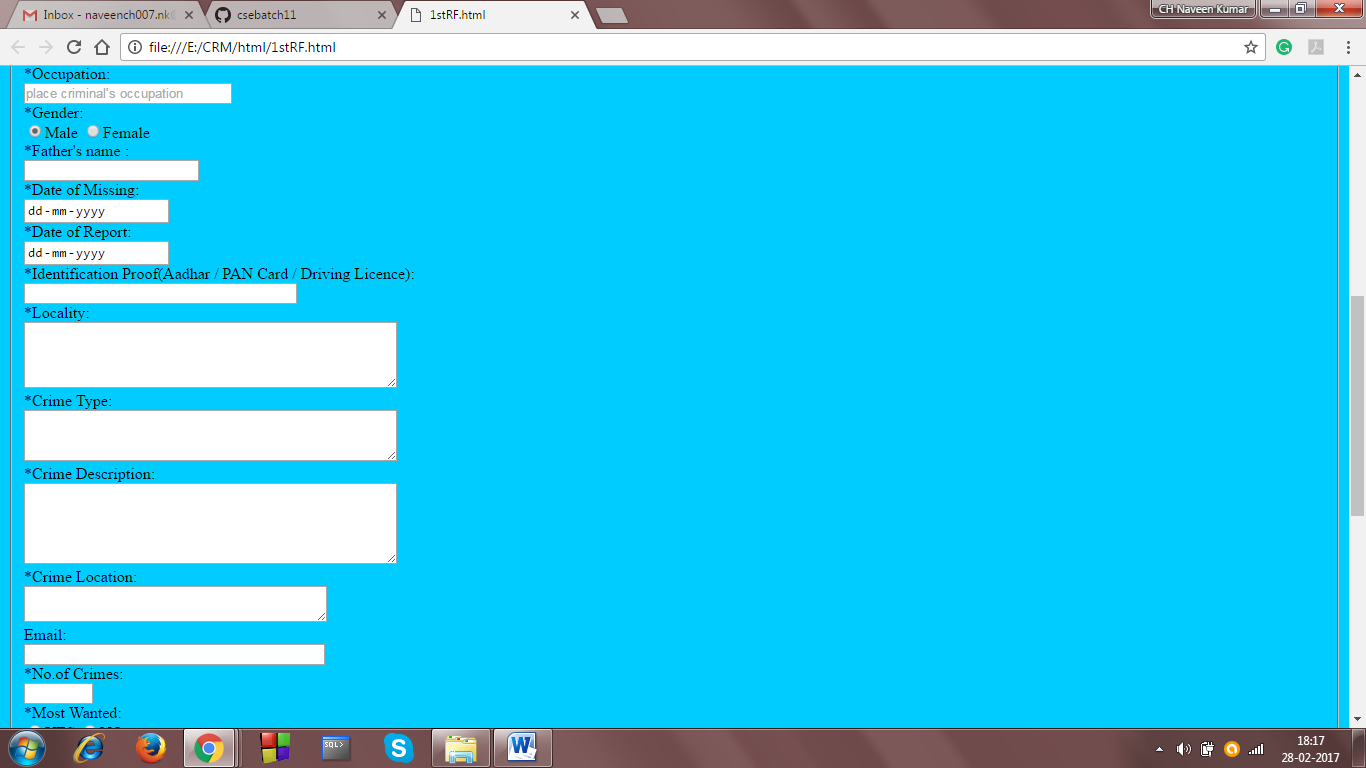 Inbox - naveench007.nk@
csebatch11
1stRF.html
CH Naveen Kumar
file:///E:/CRM/html/1stRF.html
*Occupation:
place criminal's occupation
*Gender:
Male Female
*Father's name :
*Date of Missing:
dd-mm-yyyy
*Date of Report:
dd-mm-yyyy
*Identification Proof(Aadhar / PAN Card / Driving Licence):
*Locality:
*Crime Type:
*Crime Description:
*Crime Location:
Email:
*No.of Crimes:
*Most Wanted:
SQL>
18:17
28-02-2017